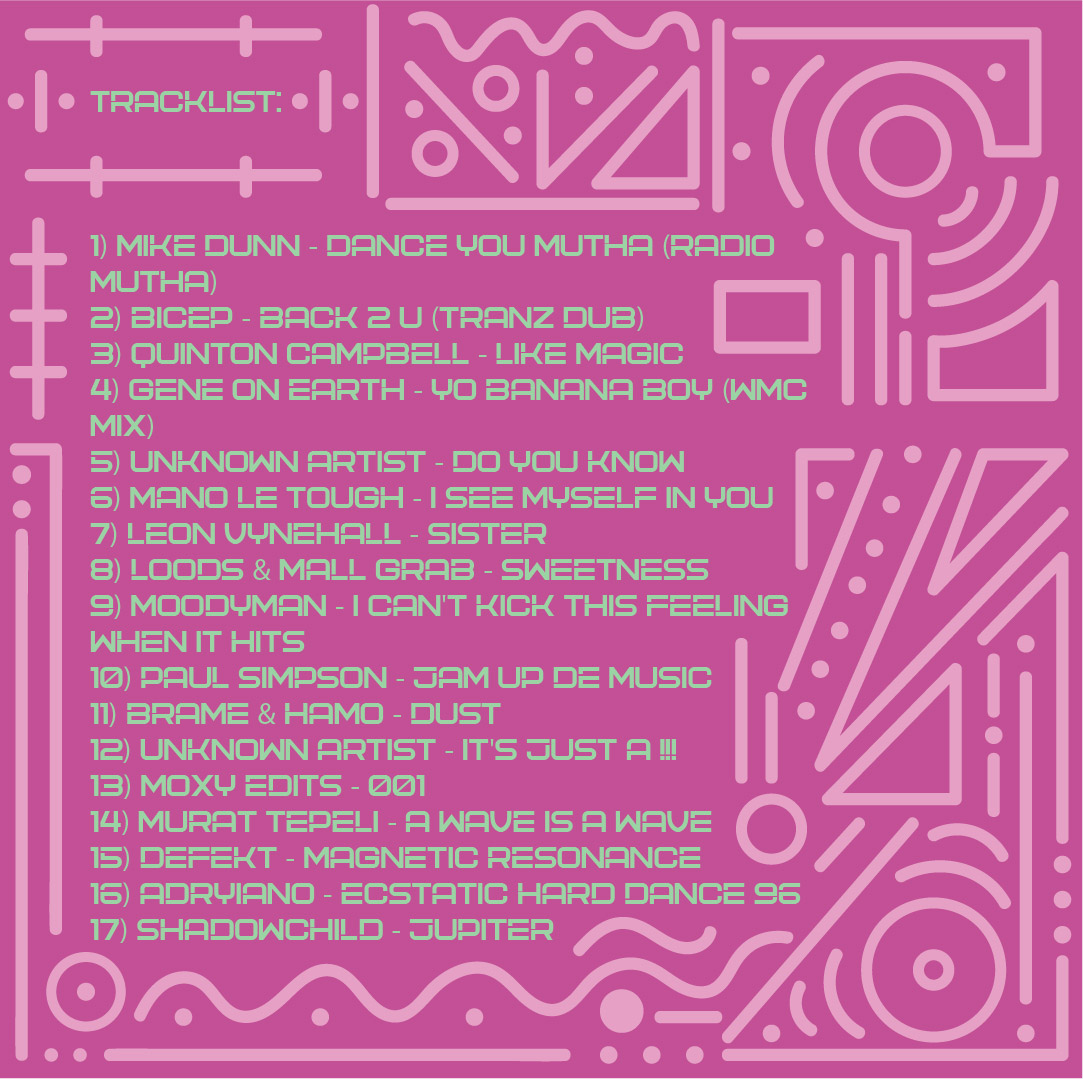 TRACKLIST:
1) MIKE DUNN - DANCE YOU MUTHA (RADIO
MUTHA)
2) BICEP - BACK 2 U (TRANZ DUB)
3) QUINTON CAMPBELL - LIKE MAGIC
4) GENE ON EARTH - YO BANANA BOY (WMC
MIX)
5) UNKNOWN ARTIST - DO YOU KNOW
6) MANO LE TOUGH - I SEE MYSELF IN YOU
7) LEON VYNEHALL - SISTER
8) LOODS & MALL GRAB - SWEETNESS
9) MOODYMAN - I CAN'T KICK THIS FEELING
WHEN IT HITS
10) PAUL SIMPSON - JAM UP DE MUSIC
11) BRAME & HAMO - DUST
12) UNKNOWN ARTIST - IT'S JUST A !!!
13) MOXY EDITS - 001
14) MURAT TEPELI - A WAVE IS A WAVE
15) DEFEKT - MAGNETIC RESONANCE
16) ADRYIANO - ECSTATIC HARD DANCE 96
17) SHADOWCHILD - JUPITER